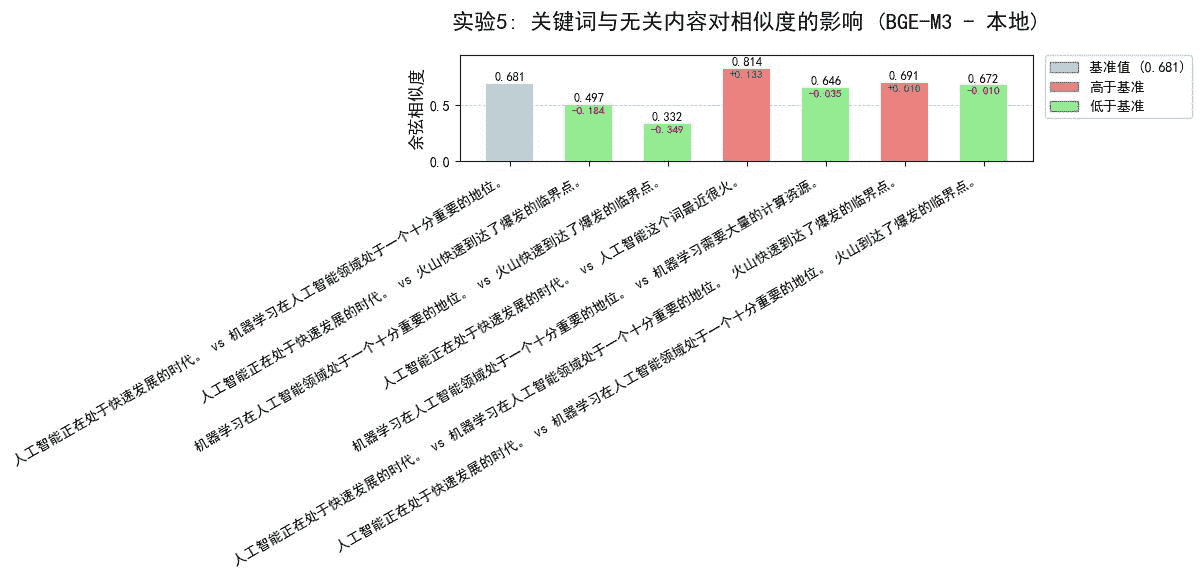 实验5: 关键词与无关内容对相似度的影响 (BGE-M3 - 本地)
余弦相似度
0.5
0.0
0.681
0.497
-0.184
0.332
-0.349
0.814
+0.133
0.646
-0.035
0.691
+0.010
0.672
-0.010
基准值 (0.681)
高于基准
低于基准
人工智能正在处于快速发展的时代。 vs 机器学习在人工智能领域处于一个十分重要的地位。
人工智能正在处于快速发展的时代。 vs 火山快速到达了爆发的临界点。
机器学习在人工智能领域处于一个十分重要的地位。 vs 火山快速到达了爆发的临界点。
人工智能正在处于快速发展的时代。 vs 人工智能这个词最近很火。
机器学习在人工智能领域处于一个十分重要的地位。 vs 机器学习需要大量的计算资源。
人工智能正在处于快速发展的时代。 vs 机器学习在人工智能领域处于一个十分重要的地位。 火山快速到达了爆发的临界点。
人工智能正在处于快速发展的时代。 vs 机器学习在人工智能领域处于一个十分重要的地位。 火山到达了爆发的临界点。